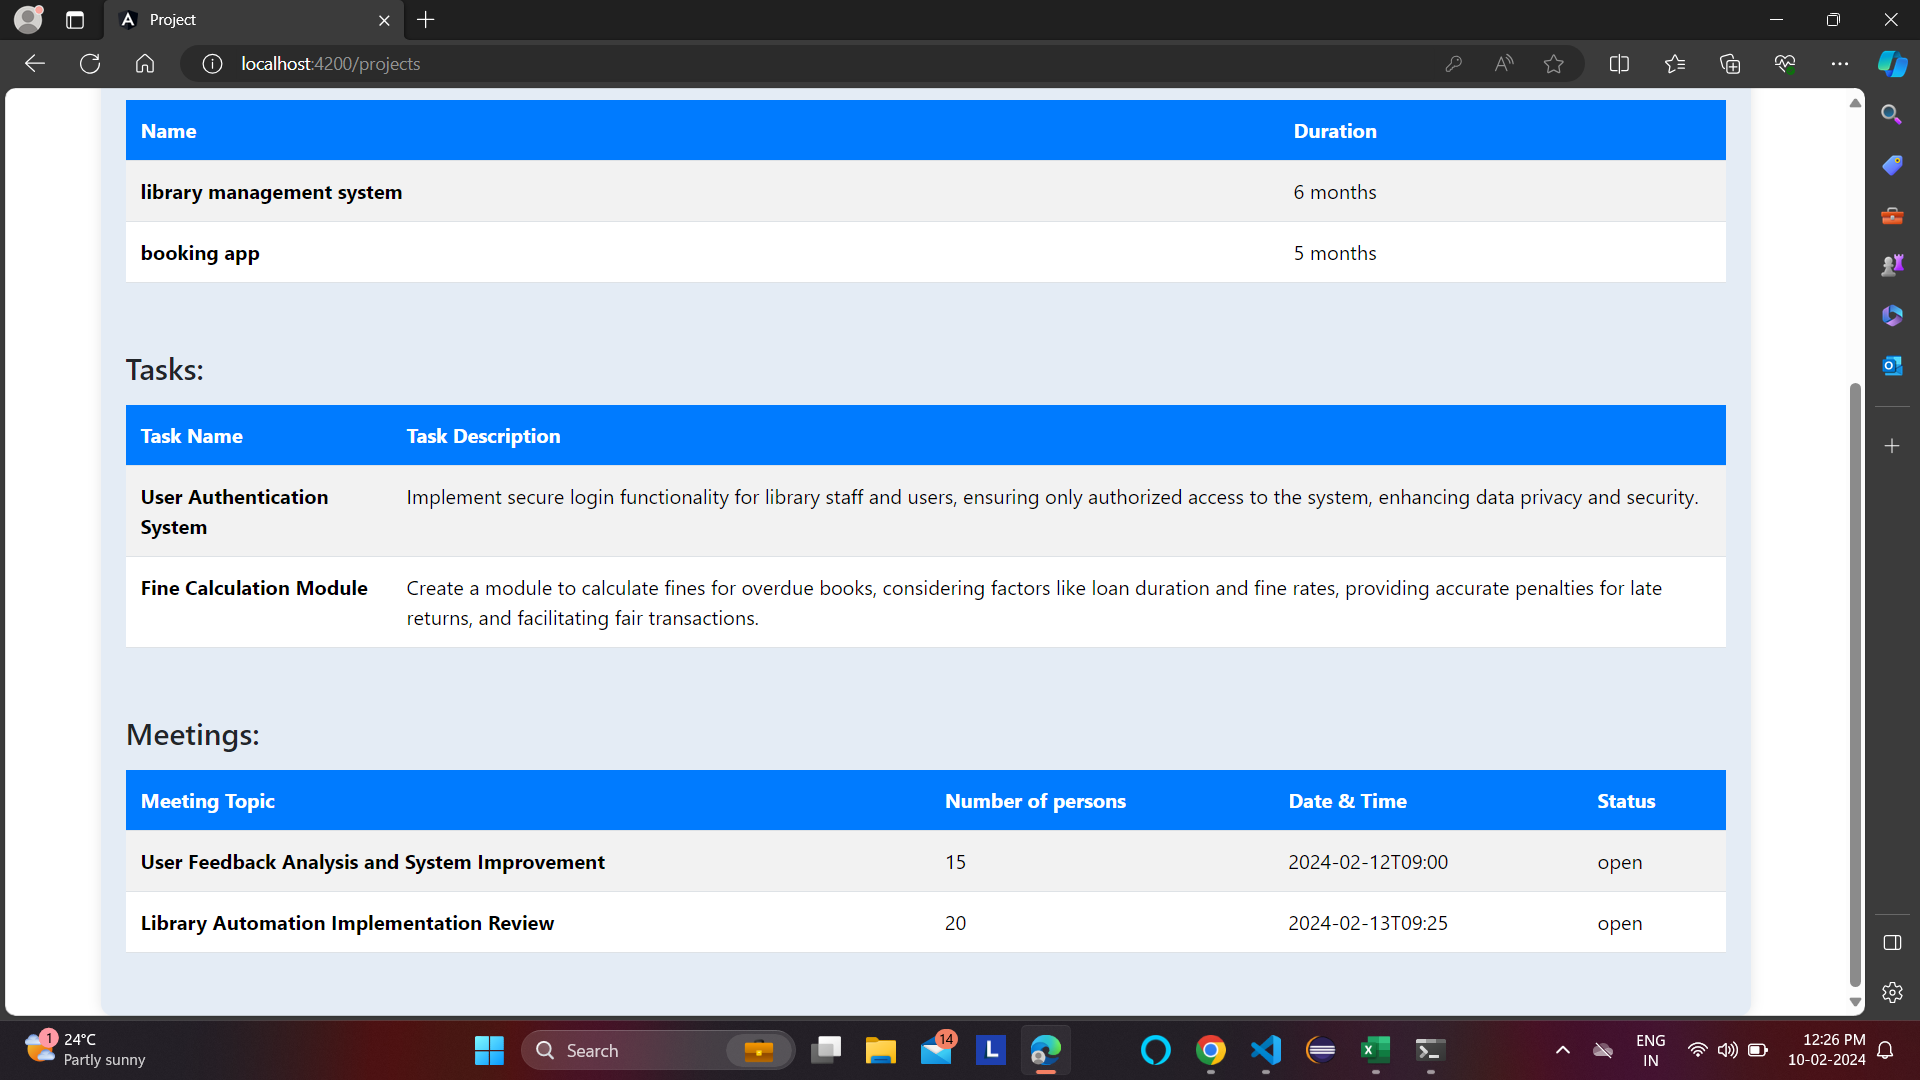 Project
localhost:4200/projects
Name Duration
library management system 6 months
booking app 5 months
Tasks:
Task Name Task Description
User Authentication Implement secure login functionality for library staff and users, ensuring only authorized access to the system, enhancing data privacy and security.
System
Fine Calculation Module Create a module to calculate fines for overdue books, considering factors like loan duration and fine rates, providing accurate penalties for late
returns, and facilitating fair transactions.
Meetings:
Meeting Topic Number of persons Date & Time Status
User Feedback Analysis and System Improvement 15 2024-02-12T09:00 open
Library Automation Implementation Review 20 2024-02-13T09:25 open
1 24°C
Partly sunny
Search
14
L
ENG
IN
12:26 PM
10-02-2024